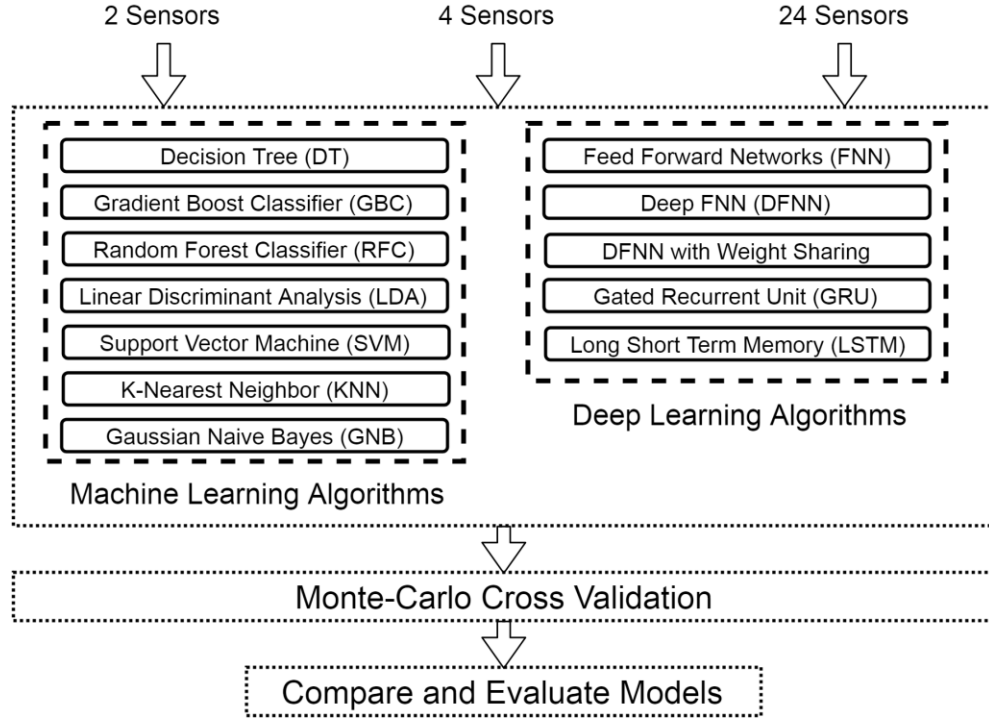 2 Sensors
4 Sensors
24 Sensors
Decision Tree (DT)
Gradient Boost Classifier (GBC)
Random Forest Classifier (RFC)
Linear Discriminant Analysis (LDA)
Support Vector Machine (SVM)
K-Nearest Neighbor (KNN)
Gaussian Naive Bayes (GNB)
Machine Learning Algorithms
Feed Forward Networks (FNN)
Deep FNN (DFNN)
DFNN with Weight Sharing
Gated Recurrent Unit (GRU)
Long Short Term Memory (LSTM)
Deep Learning Algorithms
Monte-Carlo Cross Validation
Compare and Evaluate Models